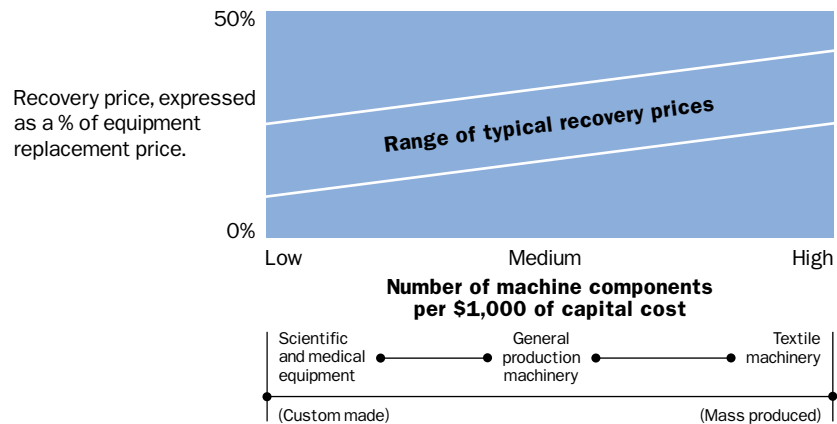 50%
Recovery price, expressed
as a % of equipment
replacement price.
Range of typical recovery prices
0%
Low
Medium
High
Number of machine components
per $1,000 of capital cost
Scientific
and medical
equipment
General
production
machinery
Textile
machinery
(Custom made)
(Mass produced)